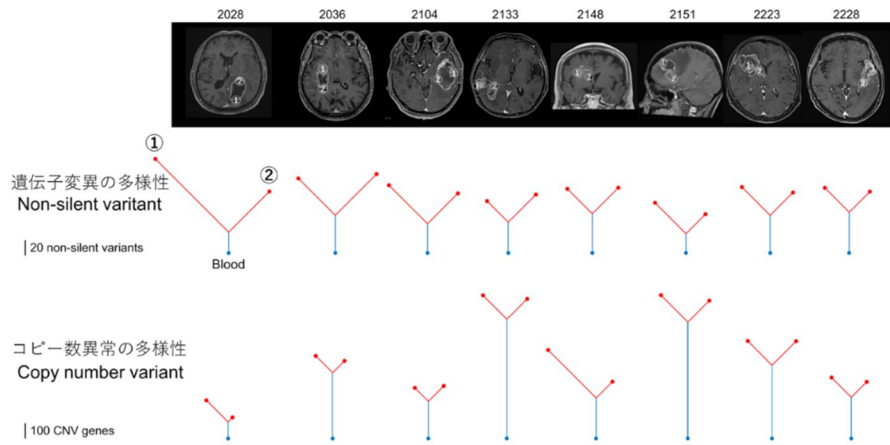 2028 2036 2104 2133 2148 2151 2223 2228
① ②
遺伝子変異の多様性
Non-silent varitant
20 non-silent variants
Blood
コピー数異常の多様性
Copy number variant
100 CNV genes